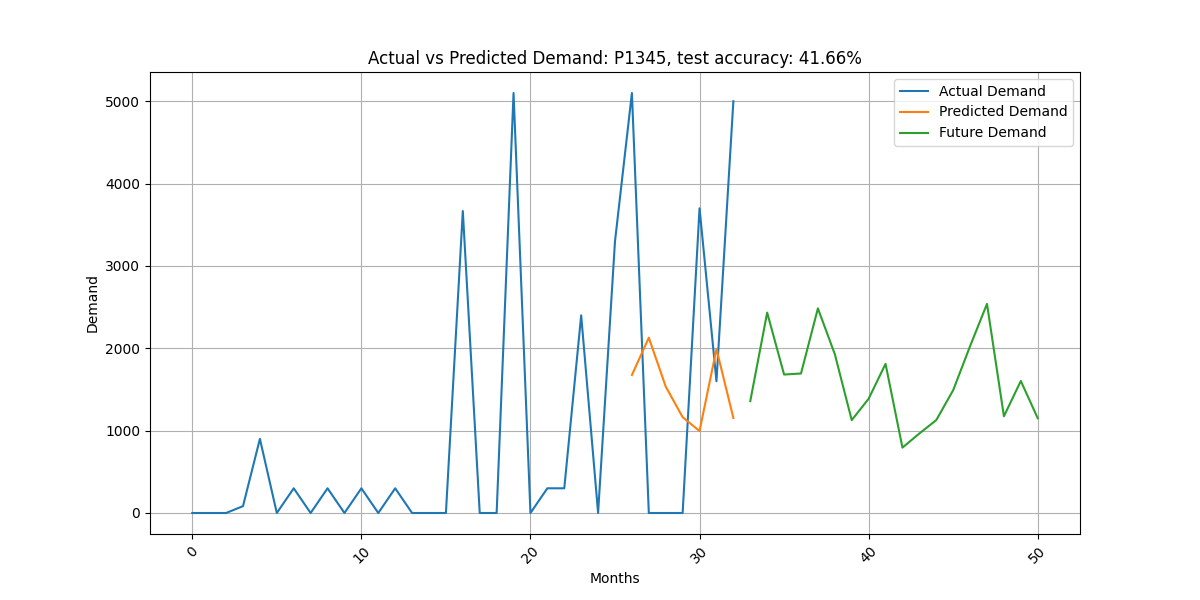 Actual vs Predicted Demand: P1345, test accuracy: 41.66%
Actual Demand
Predicted Demand
Future Demand
5000
4000
3000
2000
1000
0
Demand
0
10
20
30
40
50
Months